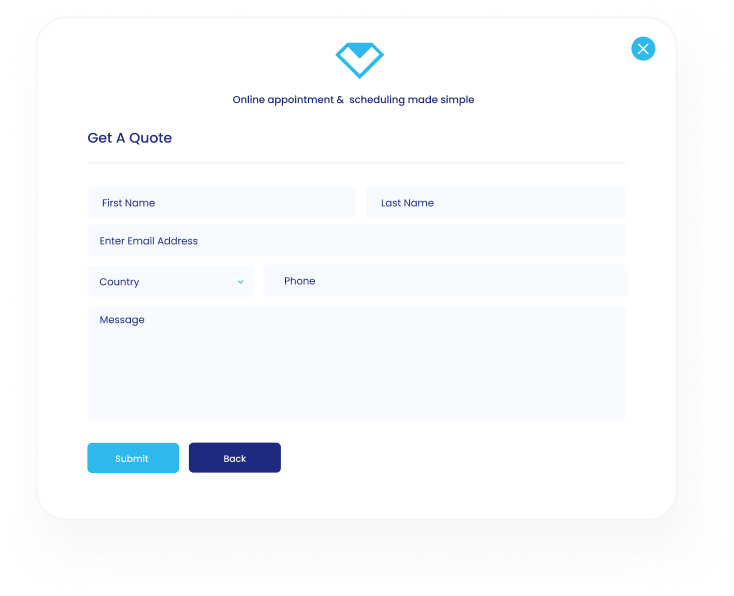 Online appointment & scheduling made simple
Get A Quote
First Name
Last Name
Enter Email Address
Country
Phone
Message
Submit
Back